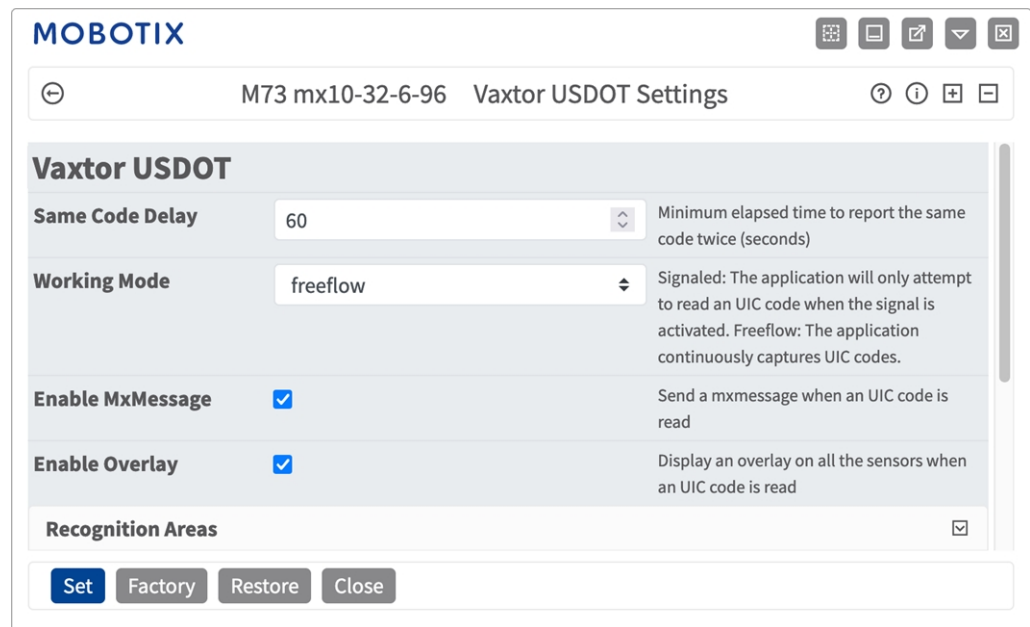 MOBOTIX
M73 mx10-32-6-96 Vaxtor USDOT Settings
Vaxtor USDOT
Same Code Delay
60
Minimum elapsed time to report the same
code twice (seconds)
Working Mode
freeflow
Signaled: The application will only attempt
to read an UIC code when the signal is
activated. Freeflow: The application
continuously captures UIC codes.
Enable MxMessage
Send a mxmessage when an UIC code is
read
Enable Overlay
Display an overlay on all the sensors when
an UIC code is read
Recognition Areas
Set Factory Restore Close